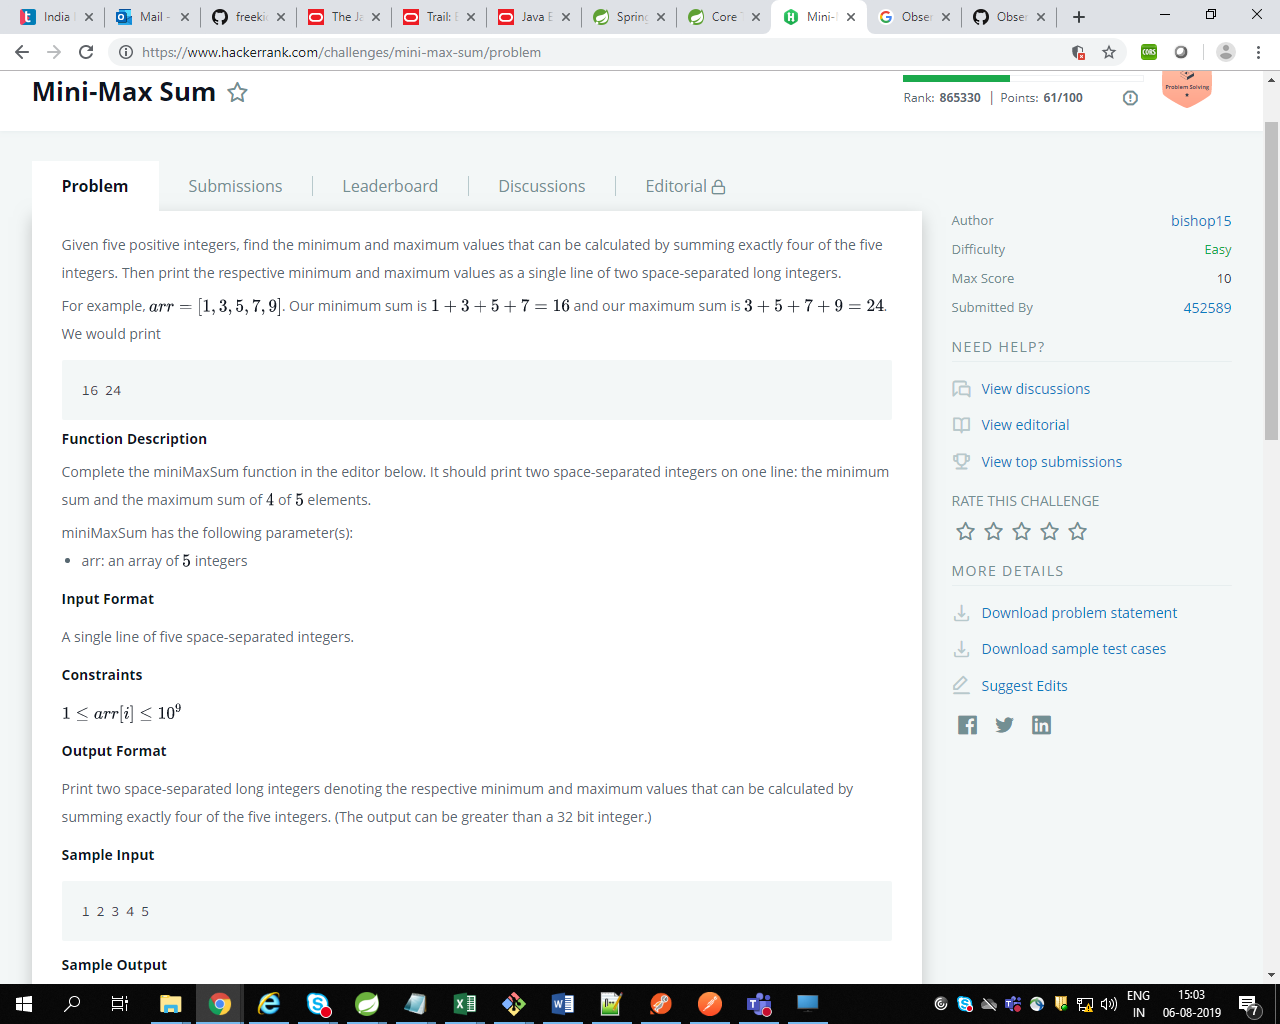 India
Mail -
freeki
The Ja
Trail: E
Java E
Spring
Core T
Mini-
Obser
Obser
https://www.hackerrank.com/challenges/mini-max-sum/problem
CORS
Mini-Max Sum
Rank: 865330 | Points: 61/100
Problem Solving
Problem
Submissions
Leaderboard
Discussions
Editorial
Given five positive integers, find the minimum and maximum values that can be calculated by summing exactly four of the five
integers. Then print the respective minimum and maximum values as a single line of two space-separated long integers.
For example, arr = [1, 3, 5, 7, 9]. Our minimum sum is 1 + 3 + 5 + 7 = 16 and our maximum sum is 3 + 5 + 7 + 9 = 24.
We would print
16 24
Function Description
Complete the miniMaxSum function in the editor below. It should print two space-separated integers on one line: the minimum
sum and the maximum sum of 4 of 5 elements.
miniMaxSum has the following parameter(s):
• arr: an array of 5 integers
Input Format
A single line of five space-separated integers.
Constraints
1 ≤ arr[i] ≤ 10⁹
Output Format
Print two space-separated long integers denoting the respective minimum and maximum values that can be calculated by
summing exactly four of the five integers. (The output can be greater than a 32 bit integer.)
Sample Input
1 2 3 4 5
Sample Output
Author bishop15
Difficulty Easy
Max Score 10
Submitted By 452589
NEED HELP?
View discussions
View editorial
View top submissions
RATE THIS CHALLENGE
MORE DETAILS
Download problem statement
Download sample test cases
Suggest Edits
ENG
IN
15:03
06-08-2019
7